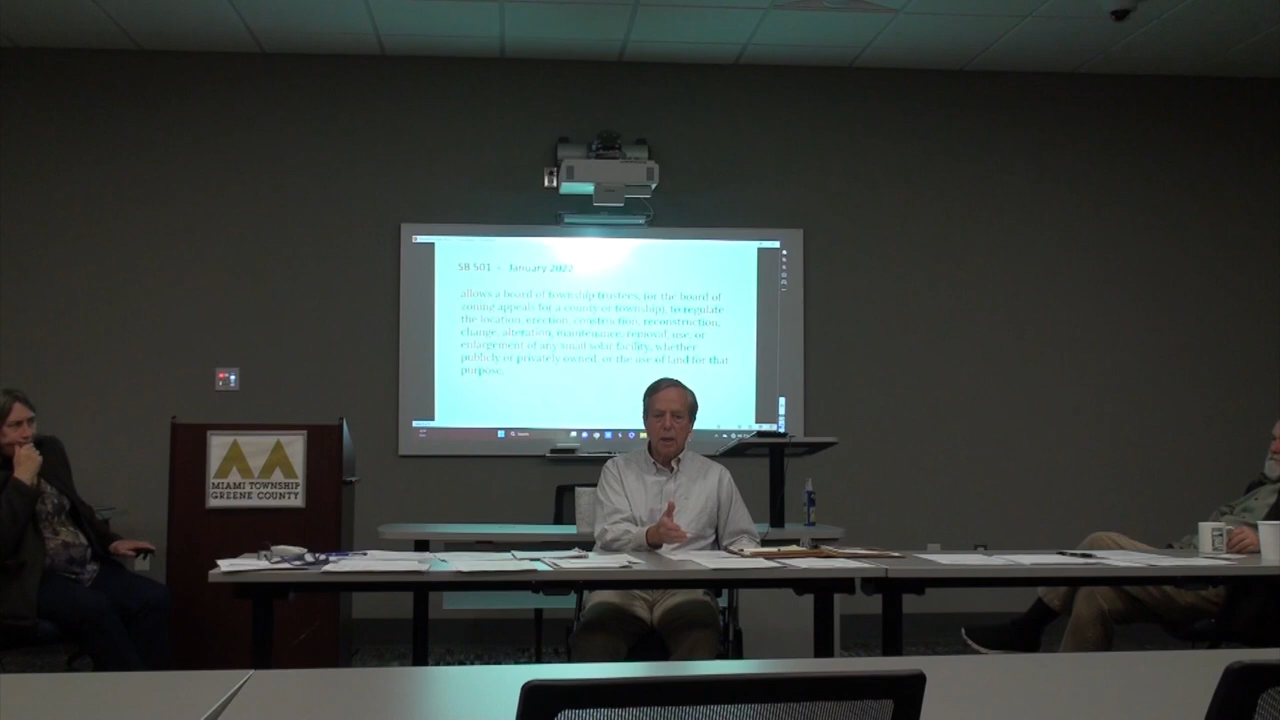 SB 501 - January 2022
allows a board of township trustees, (or the board of
zoning appeals for a county or township), to regulate
the location, erection, construction, reconstruction,
change, alteration, maintenance, removal, use, or
enlargement of any small solar facility, whether
publicly or privately owned, or the use of land for that
purpose.
MIAMI TOWNSHIP
GREENE COUNTY
Search